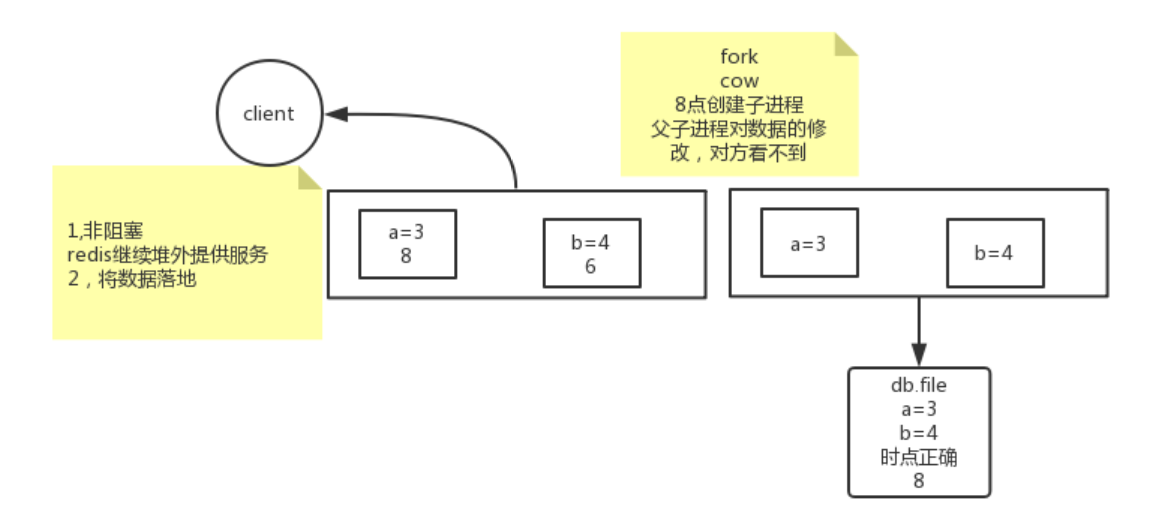 client
1,非阻塞
redis继续堆外提供服务
2，将数据落地
a=3
8
b=4
6
fork
cow
8点创建子进程
父子进程对数据的修
改，对方看不到
a=3
b=4
db.file
a=3
b=4
时点正确
8